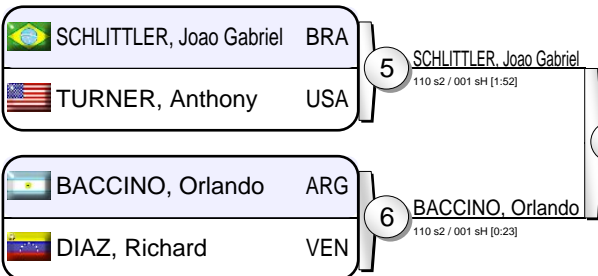 SCHLITTLER, Joao Gabriel BRA
TURNER, Anthony USA
5
SCHLITTLER, Joao Gabriel
110 s2 / 001 sH [1:52]
BACCINO, Orlando ARG
DIAZ, Richard VEN
6
BACCINO, Orlando
110 s2 / 001 sH [0:23]